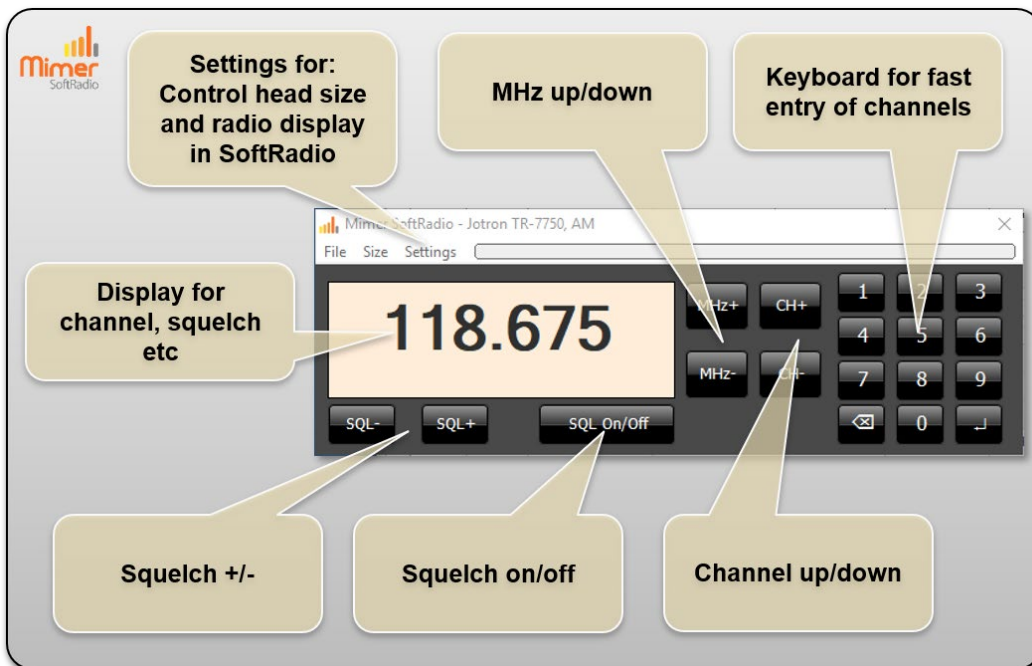 Mimer
SoftRadio
Settings for:
Control head size
and radio display
in SoftRadio
MHz up/down
Keyboard for fast
entry of channels
Mimer SoftRadio - Jotron TR-7750, AM
File Size Settings
Display for
channel, squelch
etc
118.675
MHz+ CH+ 1 2 3
4 5 6
MHz- CH- 7 8 9
SQL- SQL+ SQL On/Off 0
Squelch +/-
Squelch on/off
Channel up/down